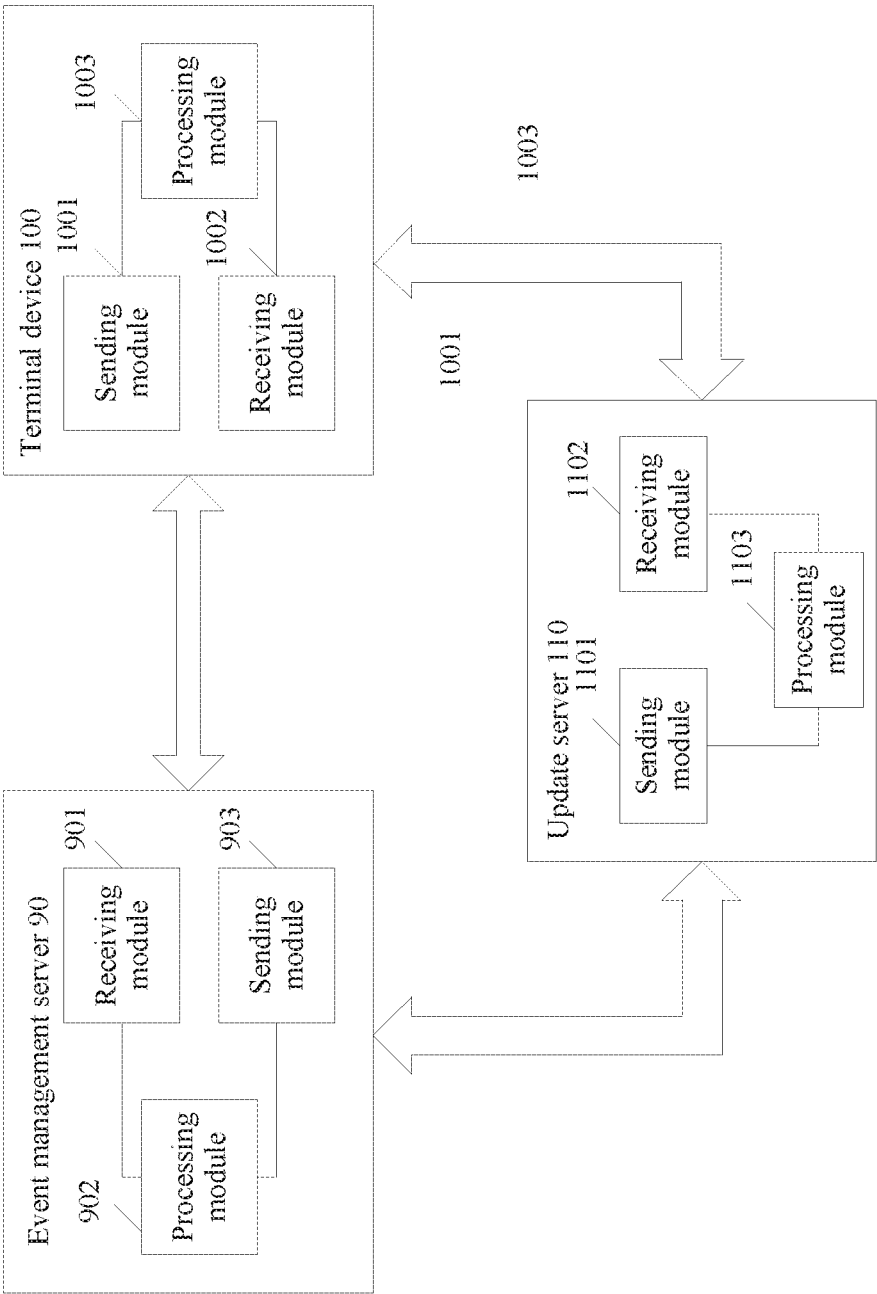 Event management server 90
902
Processing
module
901
Receiving
module
903
Sending
module
Terminal device 100
1001
Sending
module
1002
Receiving
module
1003
Processing
module
1001
1003
Update server 110
1101
Sending
module
1102
Receiving
module
1103
Processing
module